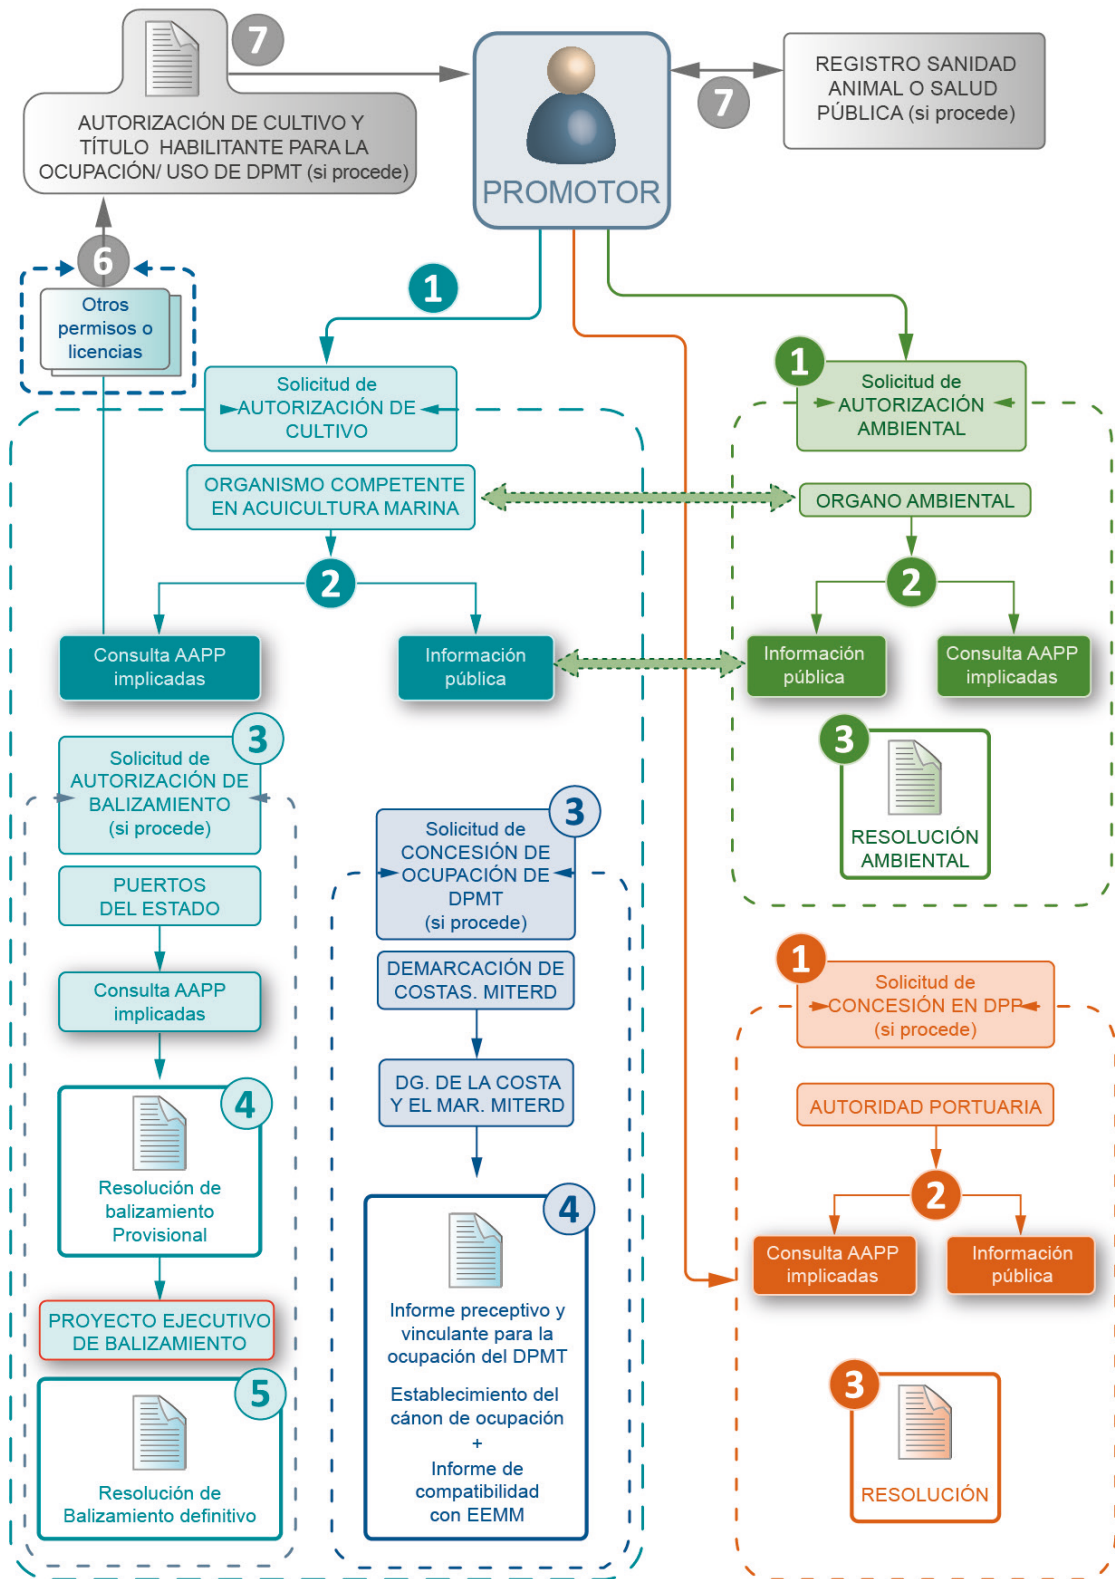 7
AUTORIZACIÓN DE CULTIVO Y
TÍTULO HABILITANTE PARA LA
OCUPACIÓN/ USO DE DPMT (si procede)
PROMOTOR
7
REGISTRO SANIDAD
ANIMAL O SALUD
PÚBLICA (si procede)
6
Otros
permisos o
licencias
1
Solicitud de
AUTORIZACIÓN DE
CULTIVO
ORGANISMO COMPETENTE
EN ACUICULTURA MARINA
2
Consulta AAPP
implicadas
Información
pública
3
Solicitud de
AUTORIZACIÓN DE
BALIZAMIENTO
(si procede)
PUERTOS
DEL ESTADO
Consulta AAPP
implicadas
4
Resolución de
balizamiento
Provisional
PROYECTO EJECUTIVO
DE BALIZAMIENTO
5
Resolución de
Balizamiento definitivo
3
Solicitud de
CONCESIÓN DE
OCUPACIÓN DE
DPMT
(si procede)
DEMARCACIÓN DE
COSTAS. MITERD
DG. DE LA COSTA
Y EL MAR. MITERD
4
Informe preceptivo y
vinculante para la
ocupación del DPMT
Establecimiento del
cánon de ocupación
+
Informe de
compatibilidad
con EEMM
1
Solicitud de
AUTORIZACIÓN
AMBIENTAL
ORGANO AMBIENTAL
2
Información
pública
Consulta AAPP
implicadas
3
RESOLUCIÓN
AMBIENTAL
1
Solicitud de
CONCESIÓN EN DPP
(si procede)
AUTORIDAD PORTUARIA
2
Consulta AAPP
implicadas
Información
pública
3
RESOLUCIÓN